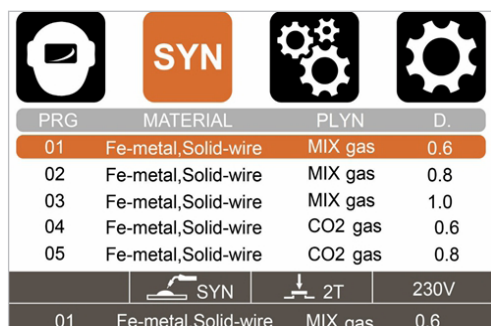 SYN
PRG MATERIAL PLYN D.
01 Fe-metal,Solid-wire MIX gas 0.6
02 Fe-metal,Solid-wire MIX gas 0.8
03 Fe-metal,Solid-wire MIX gas 1.0
04 Fe-metal,Solid-wire CO2 gas 0.6
05 Fe-metal,Solid-wire CO2 gas 0.8
SYN 2T 230V
01 Fe-metal,Solid-wire MIX gas 0.6